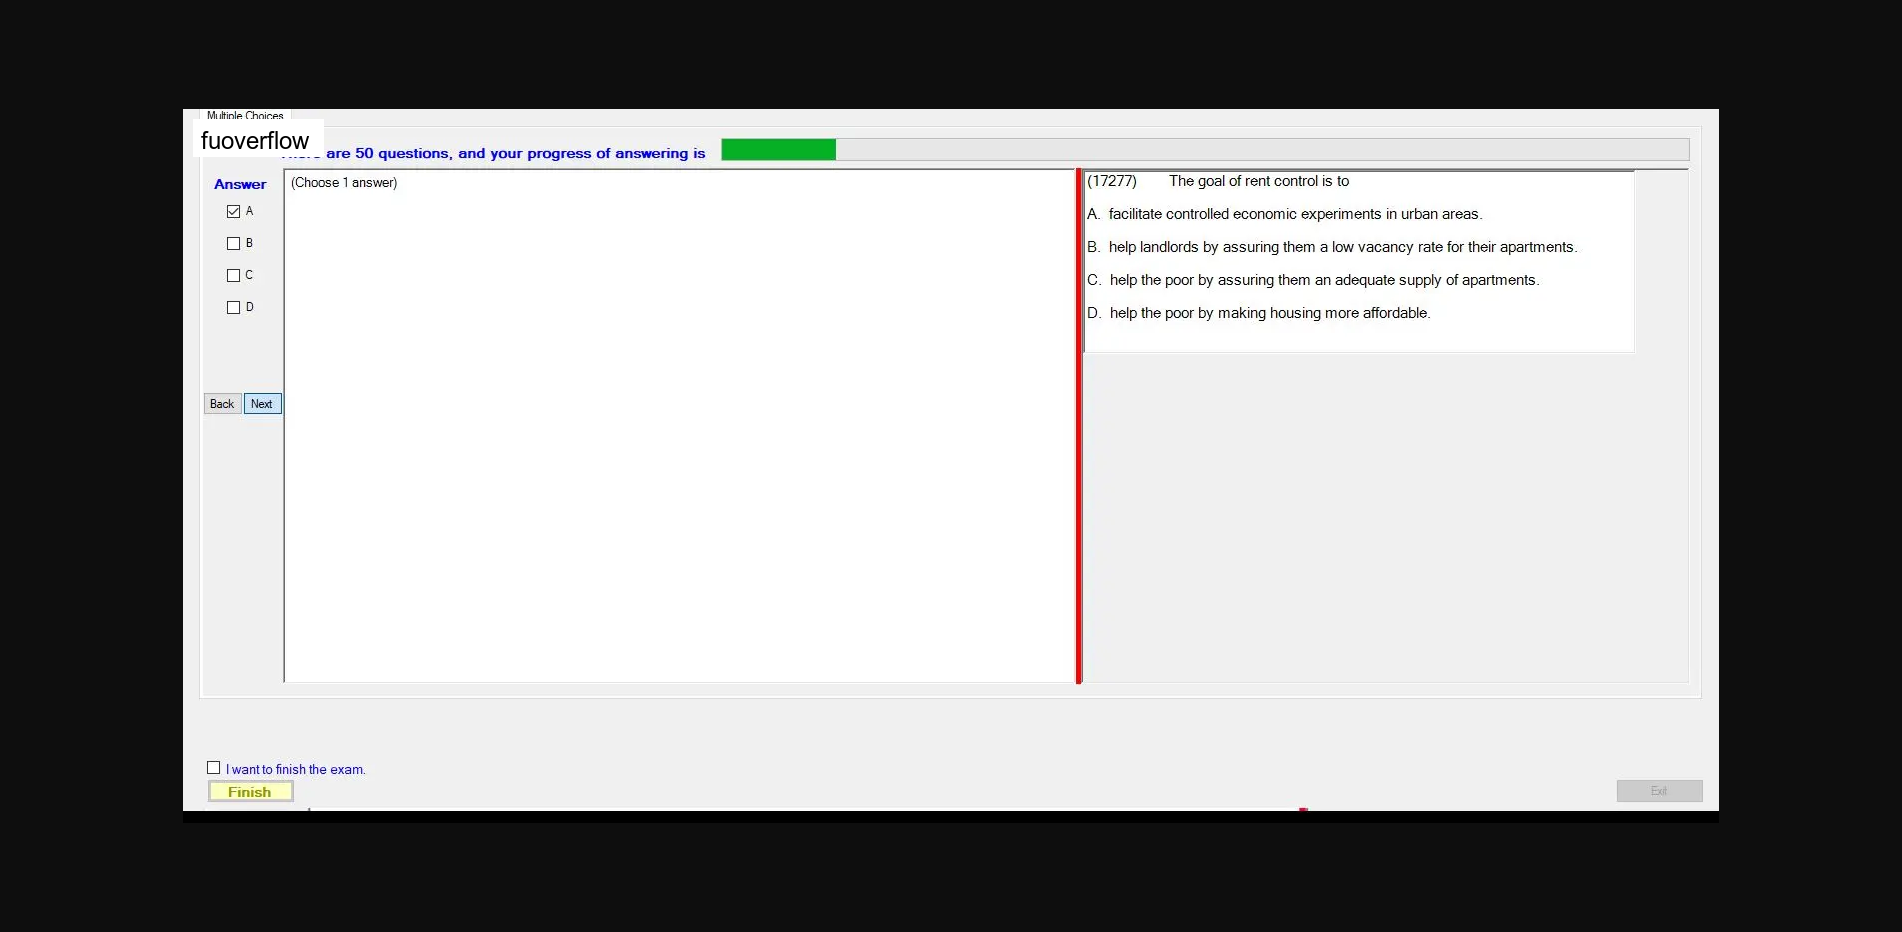 Multiple Choices
fuoverflow
are 50 questions, and your progress of answering is
Answer
(Choose 1 answer)
A
B
C
D
Back Next
(17277) The goal of rent control is to
A. facilitate controlled economic experiments in urban areas.
B. help landlords by assuring them a low vacancy rate for their apartments.
C. help the poor by assuring them an adequate supply of apartments.
D. help the poor by making housing more affordable.
I want to finish the exam.
Finish
Exit